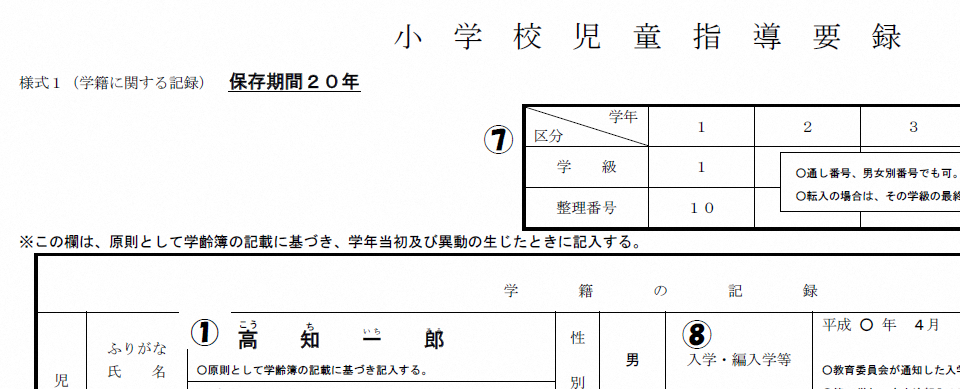 小学校児童指導要録
様式１（学籍に関する記録） 保存期間２０年
⑦
学年
区分
1 2 3
学 級 1
整理番号 １０
○通し番号、男女別番号でも可。
○転入の場合は、その学級の最終
※この欄は、原則として学齢簿の記載に基づき、学年当初及び異動の生じたときに記入する。
学籍の記録
児
ふりがな
氏 名
①
こう ち いち
高 知 一 郎
○原則として学齢簿の記載に基づき記入する。
性
別
男
⑧
入学・編入学等
平成 ○ 年 ４月
○教育委員会が通知した入学